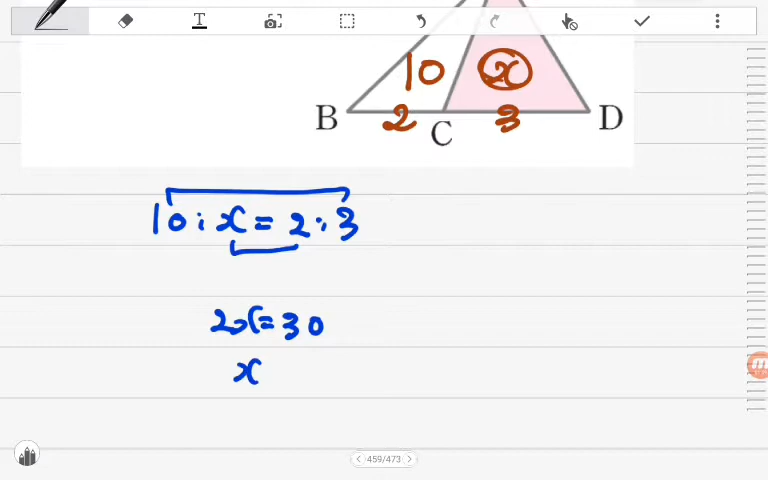 T
10 x
B 2 C 3 D
10 : x = 2 : 3
2x = 30
x
459/473